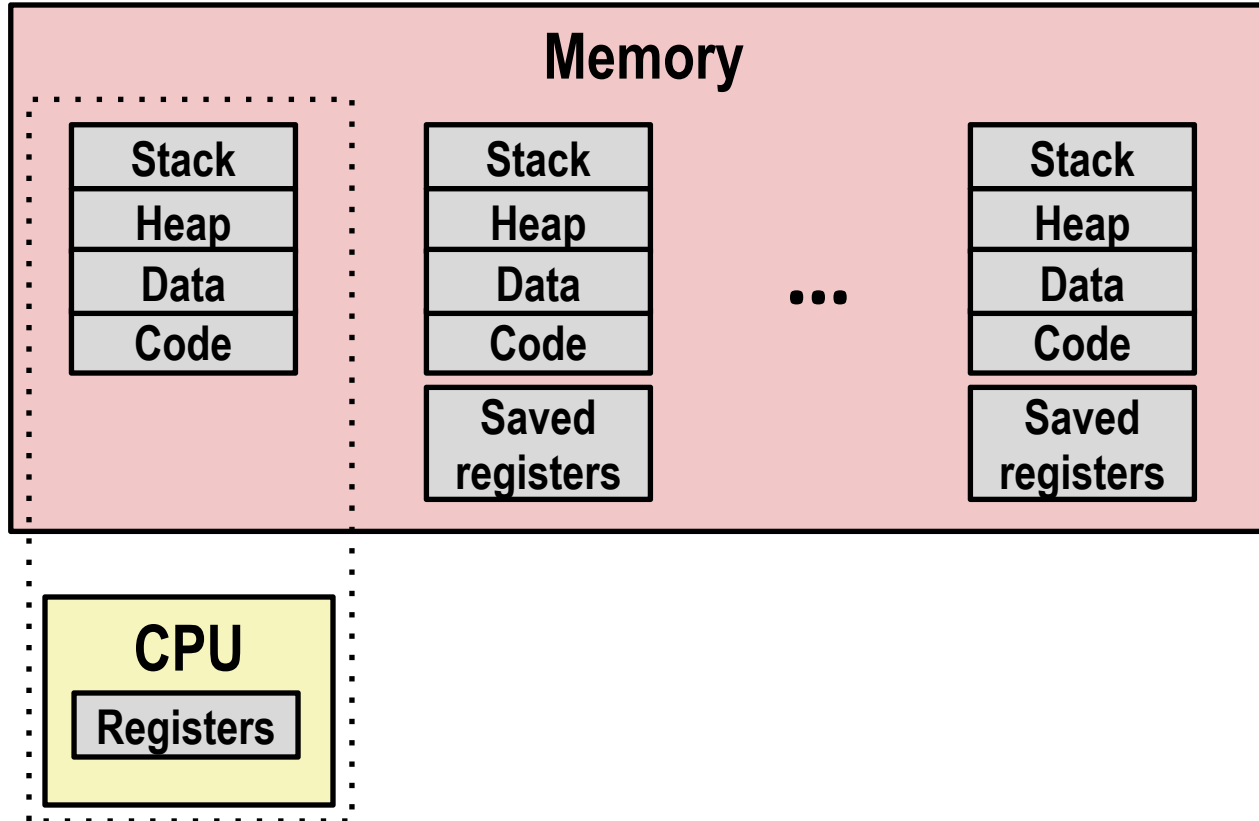 Memory
Stack
Heap
Data
Code
Stack
Heap
Data
Code
Saved
registers
...
Stack
Heap
Data
Code
Saved
registers
CPU
Registers